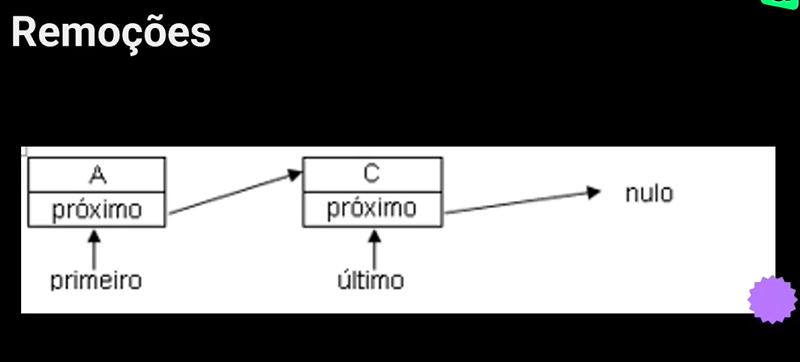 Remoções
A
próximo
C
próximo
nulo
primeiro
último